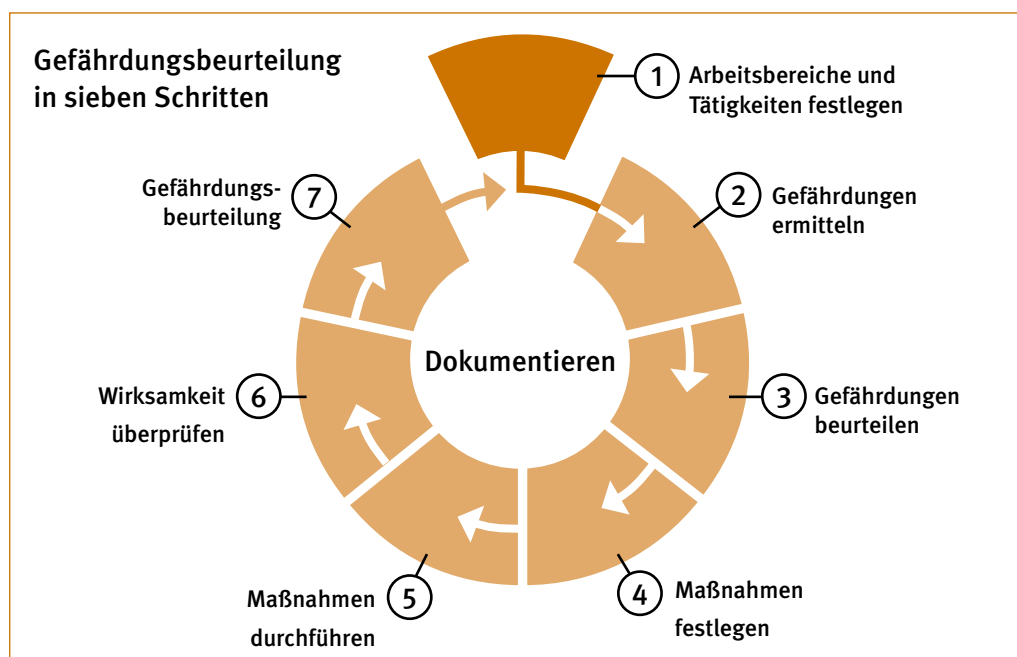 Gefährdungsbeurteilung
in sieben Schritten
1
Arbeitsbereiche und
Tätigkeiten festlegen
2
Gefährdungen
ermitteln
3
Gefährdungen
beurteilen
4
Maßnahmen
festlegen
5
Maßnahmen
durchführen
6
Wirksamkeit
überprüfen
7
Gefährdungs-
beurteilung
Dokumentieren